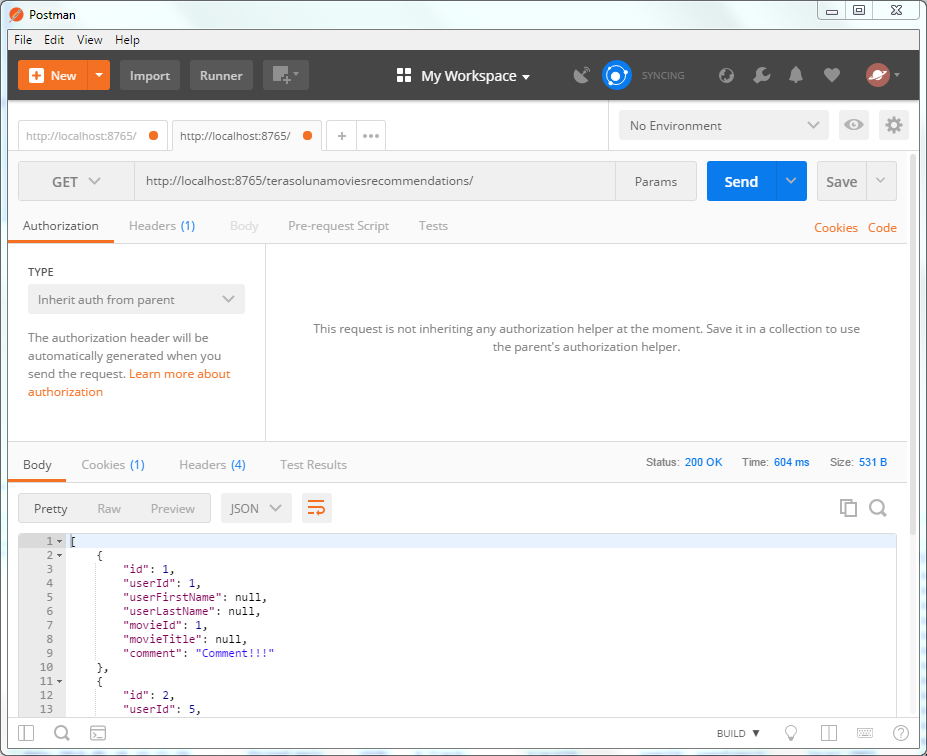 Postman
File Edit View Help
New Import Runner My Workspace SYNCING
http://localhost:8765/ http://localhost:8765/ + ••• No Environment
GET http://localhost:8765/terasolunamoviesrecommendations/ Params Send Save
Authorization Headers (1) Body Pre-request Script Tests Cookies Code
TYPE
Inherit auth from parent
The authorization header will be
automatically generated when you
send the request. Learn more about
authorization
This request is not inheriting any authorization helper at the moment. Save it in a collection to use
the parent's authorization helper.
Body Cookies (1) Headers (4) Test Results Status: 200 OK Time: 604 ms Size: 531 B
Pretty Raw Preview JSON
1 [
2 {
3 "id": 1,
4 "userId": 1,
5 "userFirstName": null,
6 "userLastName": null,
7 "movieId": 1,
8 "movieTitle": null,
9 "comment": "Comment!!!"
10 },
11 {
12 "id": 2,
13 "userId": 5,
BUILD